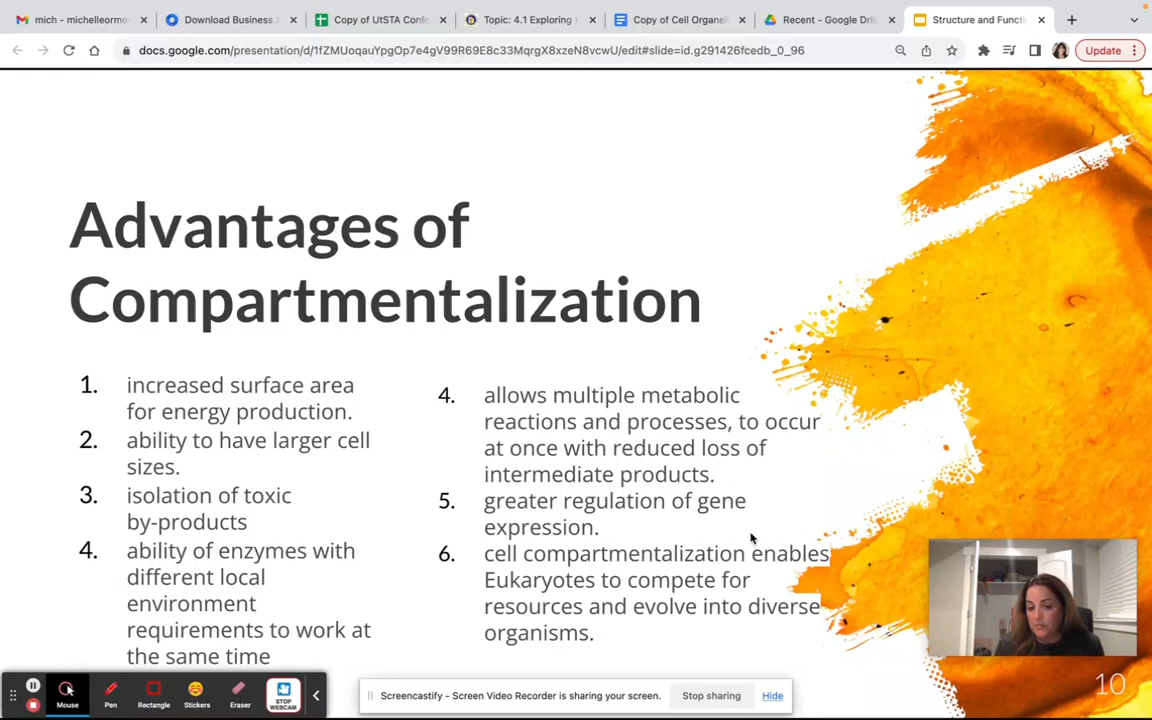 mich - michelleormo
Download Business
Copy of UtSTA Conf
Topic: 4.1 Exploring
Copy of Cell Organel
Recent - Google Driv
Structure and Functi
docs.google.com/presentation/d/1fZMUoqauYpgOp7e4gV99R69E8c33MqrgX8xzeN8vcwU/edit#slide=id.g291426fcedb_0_96
Update
Advantages of
Compartmentalization
1. increased surface area
for energy production.
2. ability to have larger cell
sizes.
3. isolation of toxic
by-products
4. ability of enzymes with
different local
environment
requirements to work at
the same time
4. allows multiple metabolic
reactions and processes, to occur
at once with reduced loss of
intermediate products.
5. greater regulation of gene
expression.
6. cell compartmentalization enables
Eukaryotes to compete for
resources and evolve into diverse
organisms.
10
Mouse
Pen
Rectangle
Stickers
Eraser
STOP
WEBCAM
Screencastify - Screen Video Recorder is sharing your screen.
Stop sharing
Hide